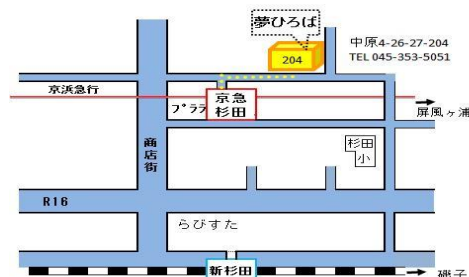 夢ひろば
中原4-26-27-204
TEL 045-353-5051
204
京浜急行
プララ
京急
杉田
屏風ヶ浦
商店街
杉田
小
R16
らびすた
新杉田
磯子